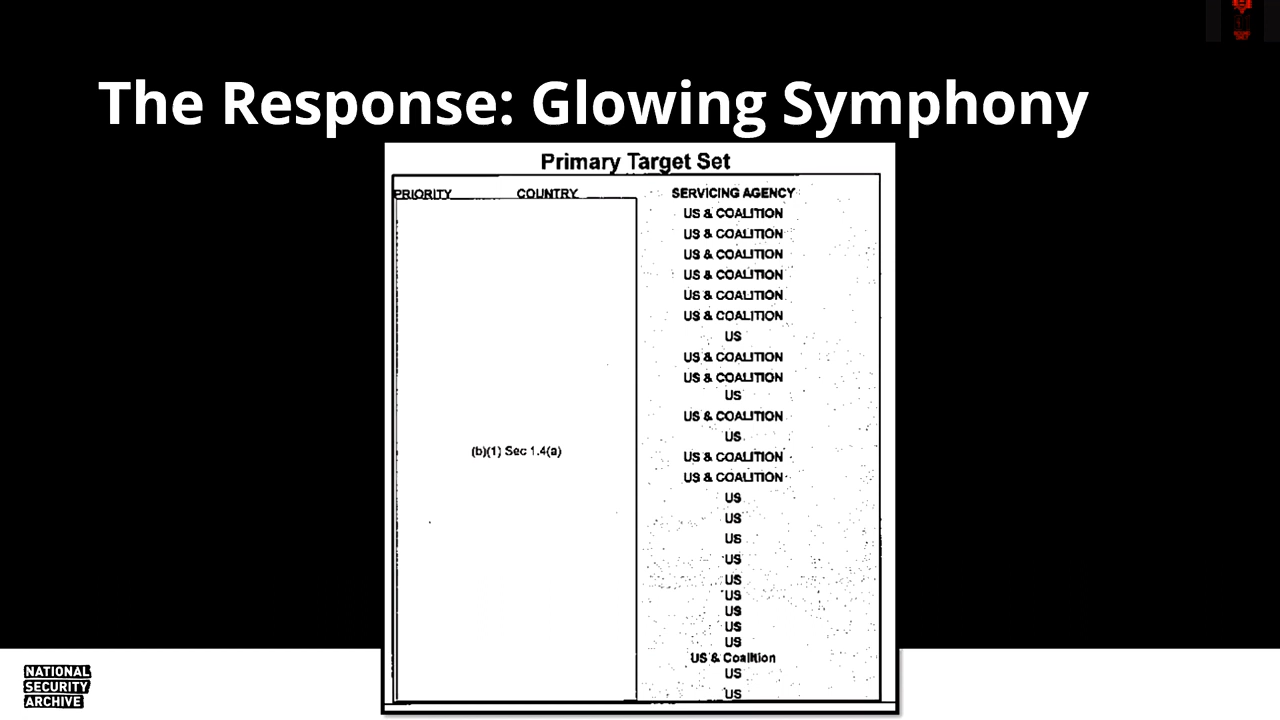 The Response: Glowing Symphony
Primary Target Set
PRIORITY COUNTRY SERVICING AGENCY
US & COALITION
US & COALITION
US & COALITION
US & COALITION
US & COALITION
US & COALITION
US
US & COALITION
US & COALITION
US
US & COALITION
US
(b)(1) Sec 1.4(a)
US & COALITION
US & COALITION
US
US
US
US
US
US
US
US
US
US & Coalition
US
US
NATIONAL
SECURITY
ARCHIVE